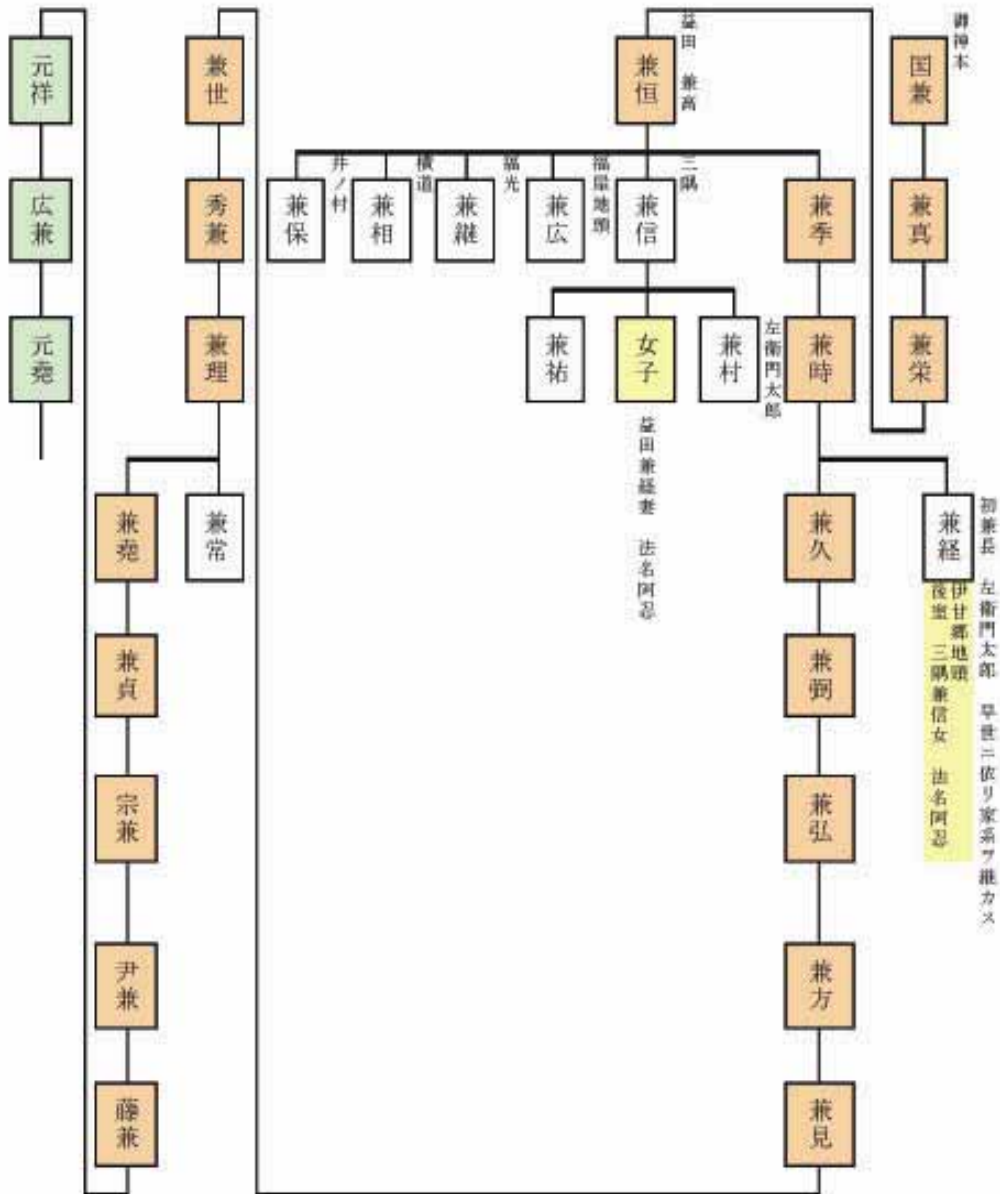 御神本
国兼
兼真
兼栄
益田 兼高
兼恒
三隅
福屋地頭
福光
横道
井ノ村
兼季
兼信
兼広
兼継
兼相
兼保
左衛門太郎
兼時
兼村
女子
兼祐
益田兼経妻 法名阿忍
初兼長 左衛門太郎 早世ニ依リ家系ヲ継カス
兼経
伊甘郷地頭
後室 三隅兼信女 法名阿忍
兼久
兼弼
兼弘
兼方
兼見
兼世
秀兼
兼理
兼常
兼堯
兼貞
宗兼
尹兼
藤兼
元祥
広兼
元堯